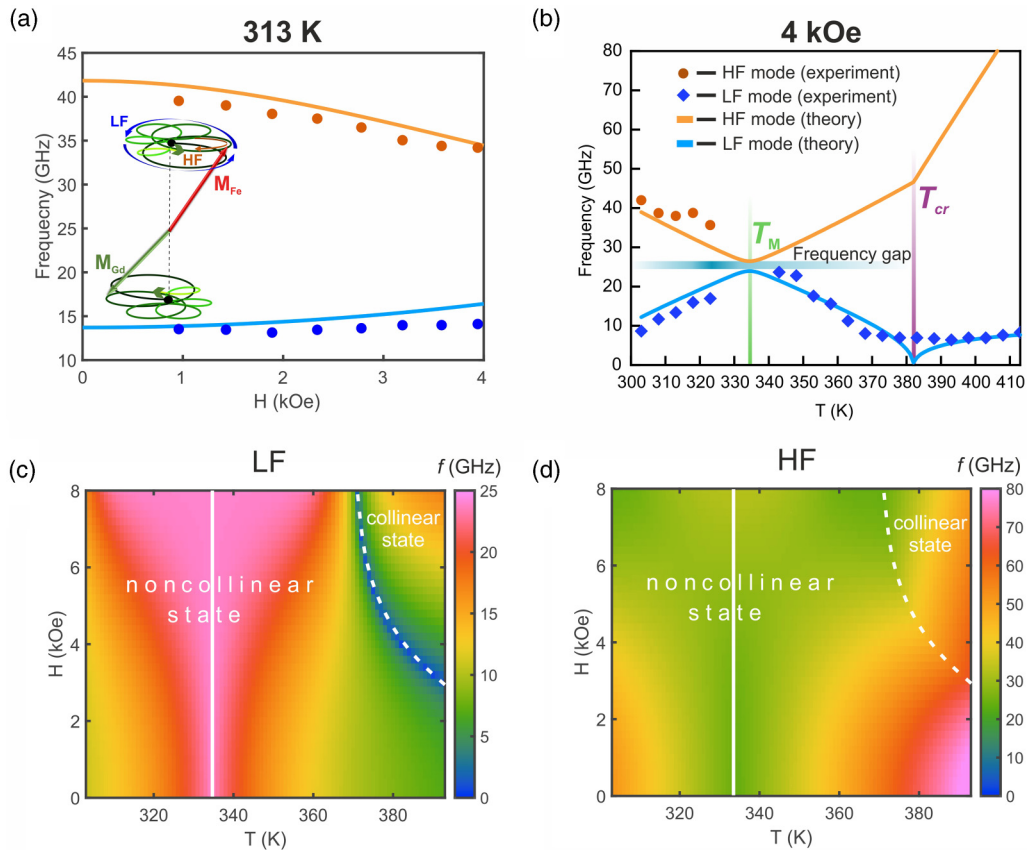 (a)
313 K
45
40
35
30
25
20
15
10
Frequecny (GHz)
LF
HF
M_Fe
M_Gd
0
1
2
3
4
H (kOe)
(b)
4 kOe
80
70
60
50
40
30
20
10
0
Frequency (GHz)
HF mode (experiment)
LF mode (experiment)
HF mode (theory)
LF mode (theory)
T_M
T_cr
Frequency gap
300 310 320 330 340 350 360 370 380 390 400 410
T (K)
(c)
LF
f (GHz)
8
6
4
2
0
H (kOe)
noncollinear
state
collinear
state
25
20
15
10
5
0
320
340
360
380
T (K)
(d)
HF
f (GHz)
8
6
4
2
0
H (kOe)
noncollinear
state
collinear
state
80
70
60
50
40
30
20
10
0
320
340
360
380
T (K)